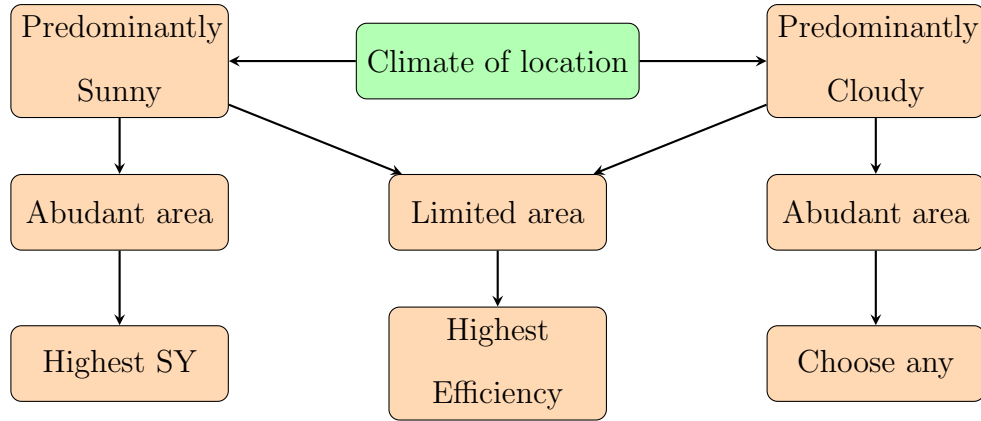 Climate of location
Predominantly
Sunny
Predominantly
Cloudy
Abudant area
Limited area
Abudant area
Highest SY
Highest
Efficiency
Choose any